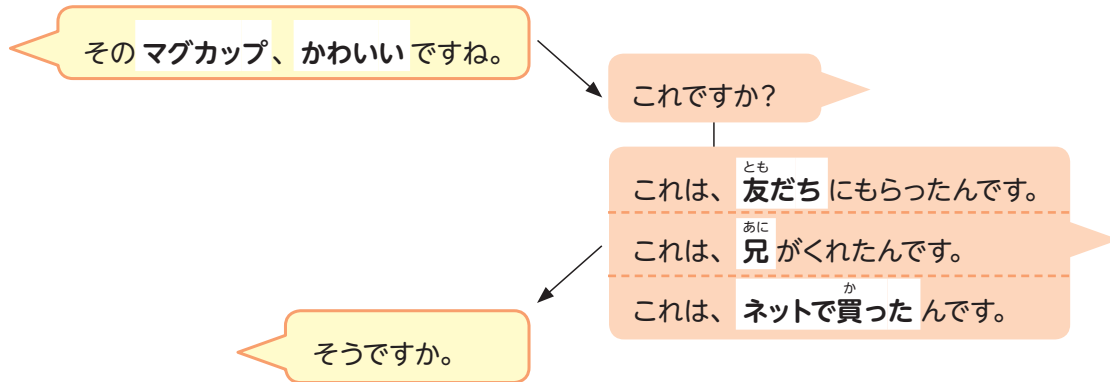 その マグカップ 、 かわいい ですね。
これですか？
とも
これは、 友だち にもらったんです。
あに
これは、 兄 がくれたんです。
か
これは、 ネットで買った んです。
そうですか。